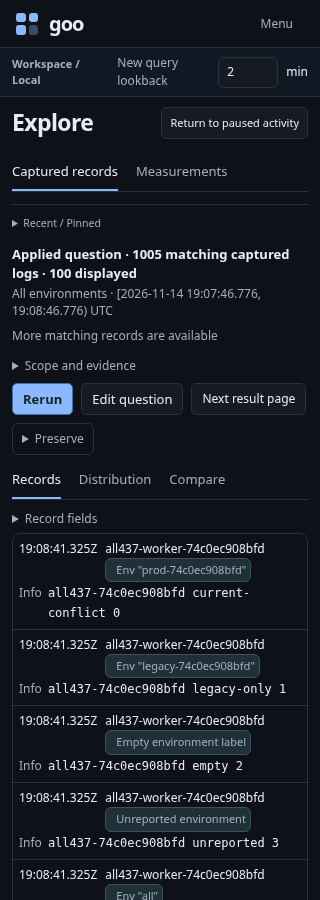 goo
Menu
Workspace /
Local
New query
lookback
2
min
Explore
Return to paused activity
Captured records
Measurements
Recent / Pinned
Applied question · 1005 matching captured
logs · 100 displayed
All environments · [2026-11-14 19:07:46.776,
19:08:46.776) UTC
More matching records are available
Scope and evidence
Rerun
Edit question
Next result page
Preserve
Records
Distribution
Compare
Record fields
19:08:41.325Z all437-worker-74c0ec908bfd
Env "prod-74c0ec908bfd"
Info all437-74c0ec908bfd current-
conflict 0
19:08:41.325Z all437-worker-74c0ec908bfd
Env "legacy-74c0ec908bfd"
Info all437-74c0ec908bfd legacy-only 1
19:08:41.325Z all437-worker-74c0ec908bfd
Empty environment label
Info all437-74c0ec908bfd empty 2
19:08:41.325Z all437-worker-74c0ec908bfd
Unreported environment
Info all437-74c0ec908bfd unreported 3
19:08:41.325Z all437-worker-74c0ec908bfd
Env "all"